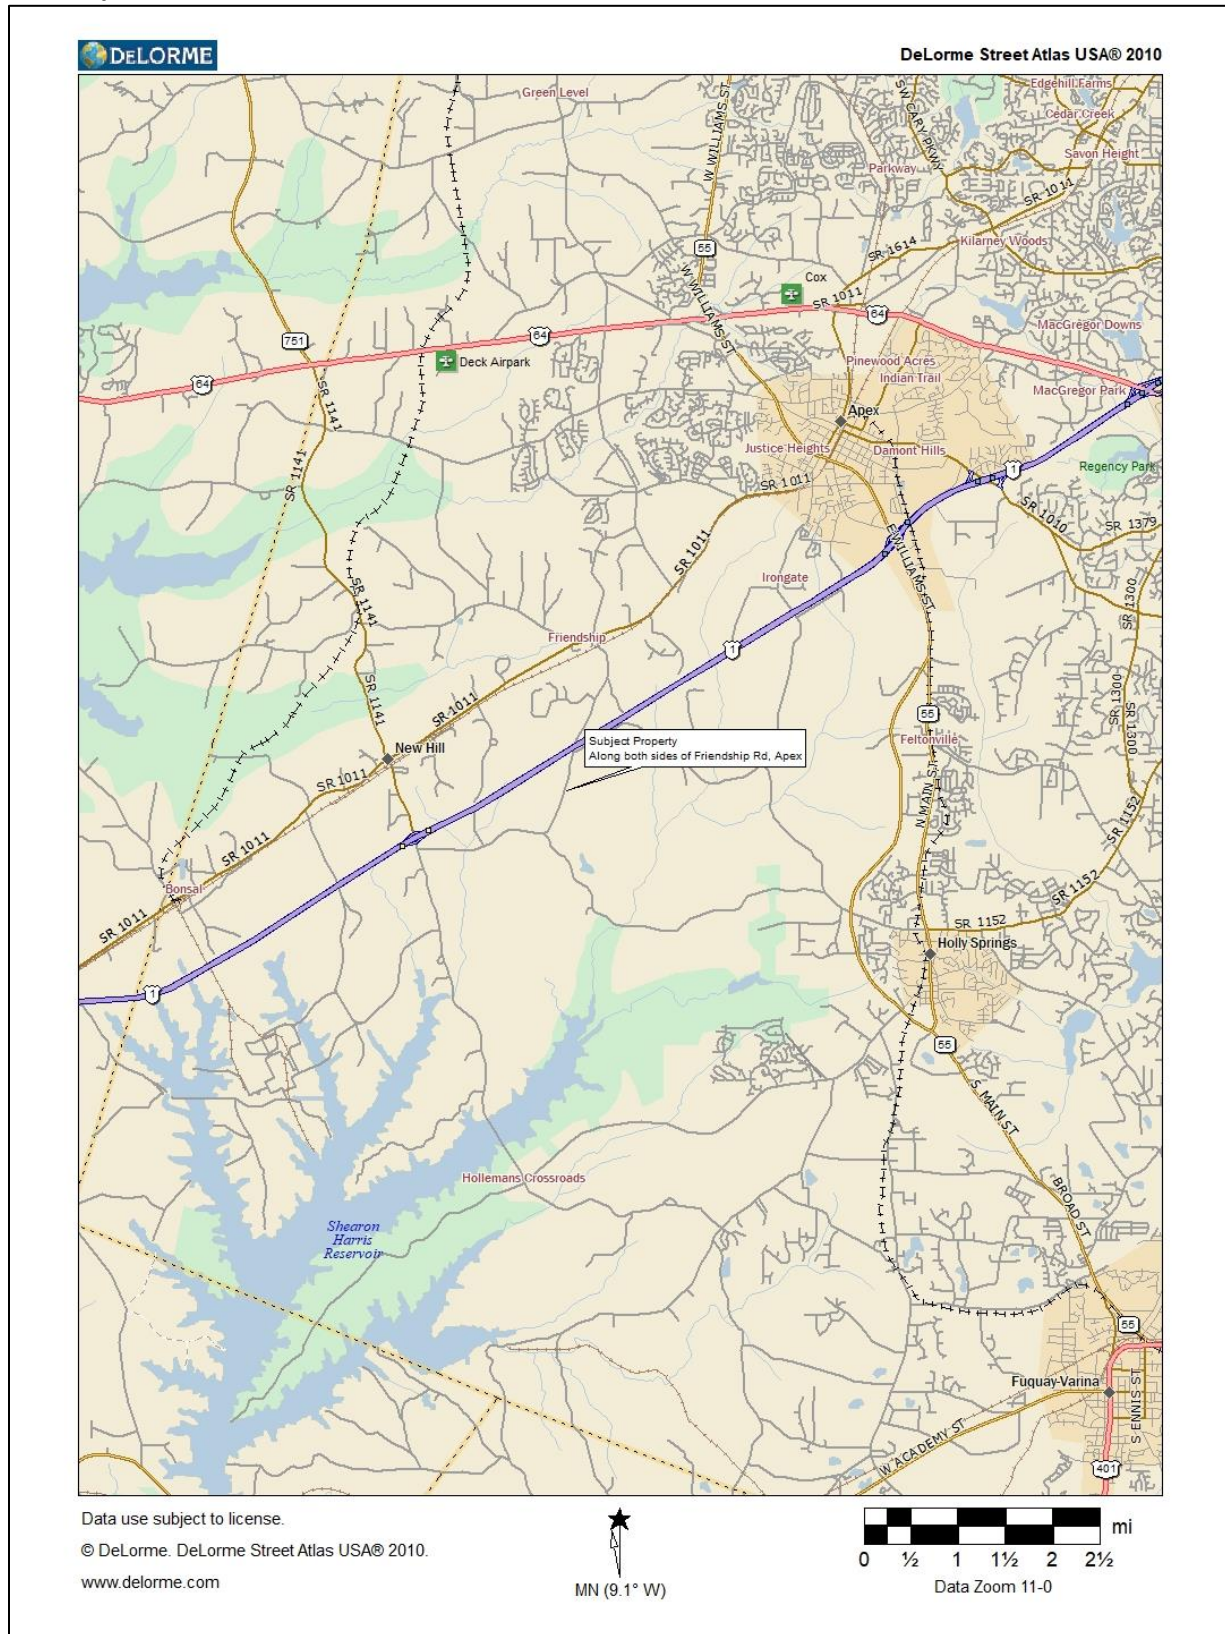 DELORME
DeLorme Street Atlas USA® 2010
Green Level
W WILLIAMS ST
SW CARY PKWY
Edgehill Farms
Cedar Creek
Savon Height
Parkway
SR-1011
SR 1614
Kilarney Woods
55
W WILLIAMS ST
Cox
SR 1011
64
MacGregor Downs
751
64
Deck Airpark
64
SR 1141
Pinewood Acres
Indian Trail
MacGregor Park
Apex
Justice Heights
Damont Hills
SR 1141
SR 1011
1
Regency Park
SR 1010
SR 1379
E WILLIAMS ST
SR 1011
Irongate
SR 1141
SR 1300
Friendship
1
SR 1141
SR-1011
SR 1300
55
SR 1300
Feltonville
New Hill
Subject Property
Along both sides of Friendship Rd, Apex
SR 1011
N MAIN ST
SR 1152
SR 1011
Bonsal
SR 1152
SR 1011
SR 1152
Holly Springs
1
55
S MAIN ST
Hollemans Crossroads
BROAD ST
Shearon
Harris
Reservoir
55
Fuquay-Varina
S ENNIS ST
W ACADEMY ST
401
Data use subject to license.
© DeLorme. DeLorme Street Atlas USA® 2010.
www.delorme.com
MN (9.1° W)
mi
0 ½ 1 1½ 2 2½
Data Zoom 11-0